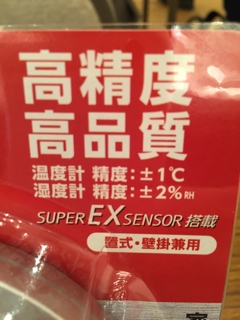 高精度
高品質
温度計 精度:±1℃
湿度計 精度:±2%RH
SUPER EX SENSOR 搭載
置式・壁掛兼用